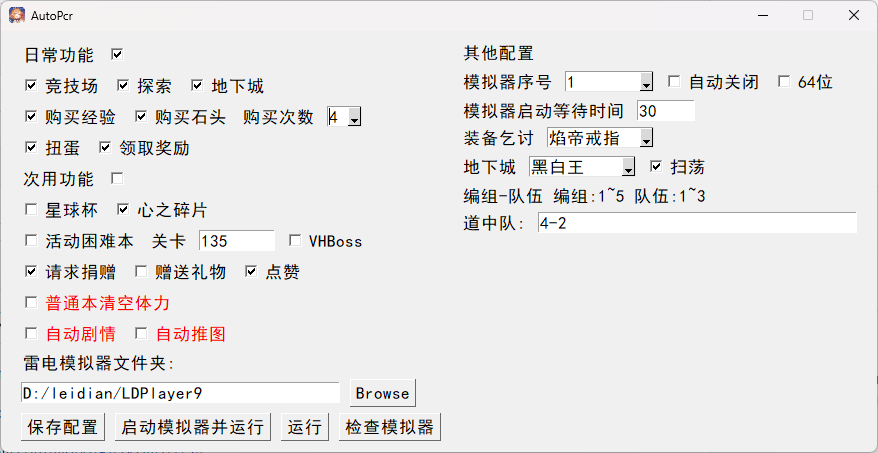 AutoPcr
日常功能
竞技场 探索 地下城
购买经验 购买石头 购买次数 4
扭蛋 领取奖励
次用功能
星球杯 心之碎片
活动困难本 关卡 135 VHBoss
请求捐赠 赠送礼物 点赞
普通本清空体力
自动剧情 自动推图
雷电模拟器文件夹:
D:/leidian/LDPlayer9 Browse
保存配置 启动模拟器并运行 运行 检查模拟器
其他配置
模拟器序号 1 自动关闭 64位
模拟器启动等待时间 30
装备乞讨 焰帝戒指
地下城 黑白王 扫荡
编组-队伍 编组:1~5 队伍:1~3
道中队: 4-2